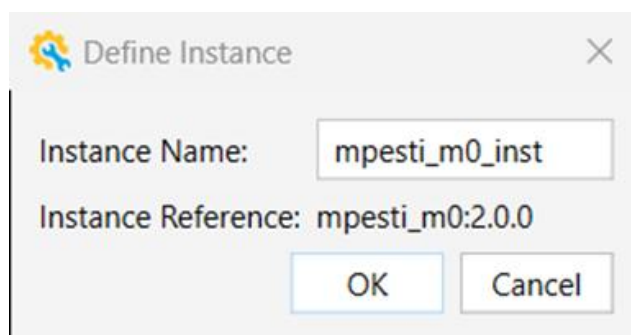 Define Instance
Instance Name: mpesti_m0_inst
Instance Reference: mpesti_m0:2.0.0
OK Cancel